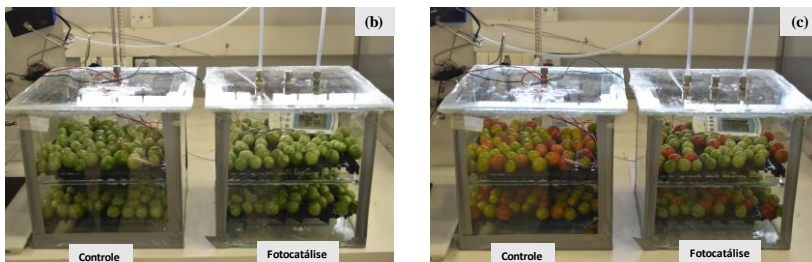 (b)
(c)
Controle
Fotocatálise
Controle
Fotocatálise